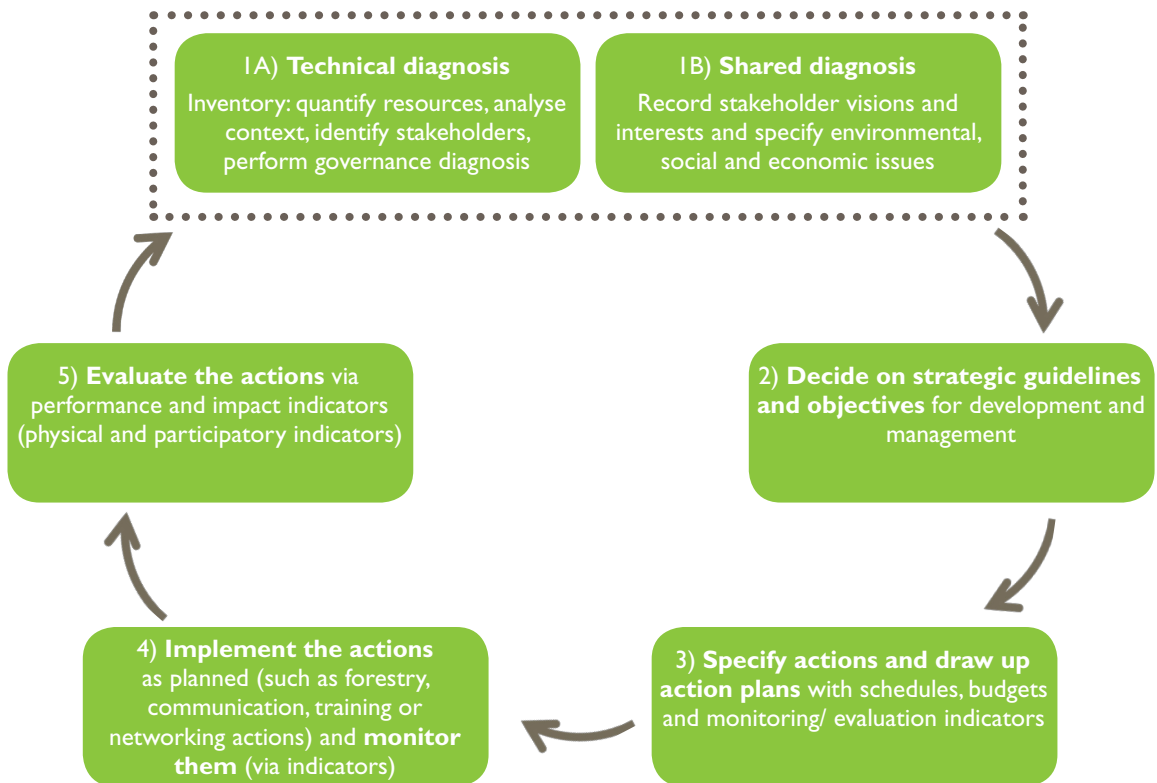 1A) Technical diagnosis
Inventory: quantify resources, analyse
context, identify stakeholders,
perform governance diagnosis
1B) Shared diagnosis
Record stakeholder visions and
interests and specify environmental,
social and economic issues
2) Decide on strategic guidelines
and objectives for development and
management
3) Specify actions and draw up
action plans with schedules, budgets
and monitoring/ evaluation indicators
4) Implement the actions
as planned (such as forestry,
communication, training or
networking actions) and monitor
them (via indicators)
5) Evaluate the actions via
performance and impact indicators
(physical and participatory indicators)